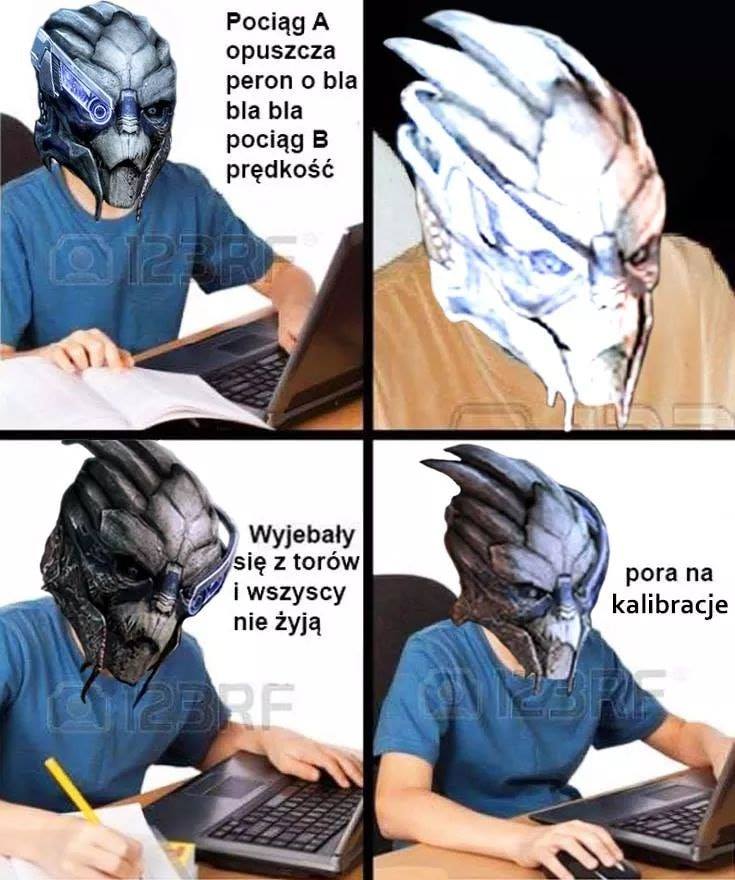 Pociąg A
opuszcza
peron o bla
bla bla
pociąg B
prędkość
123RF
Wyjebały
się z torów
i wszyscy
nie żyją
123RF
pora na
kalibracje
123RF